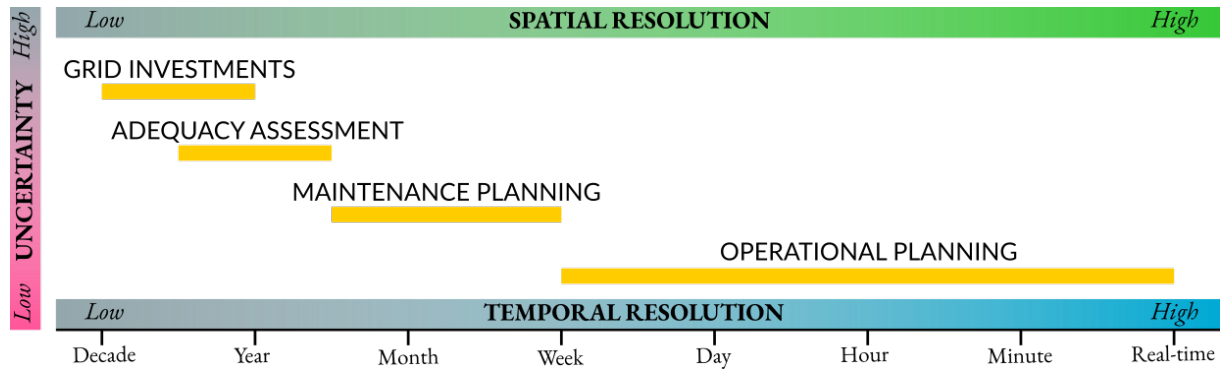 Low SPATIAL RESOLUTION High
High
UNCERTAINTY
Low
GRID INVESTMENTS
ADEQUACY ASSESSMENT
MAINTENANCE PLANNING
OPERATIONAL PLANNING
Low TEMPORAL RESOLUTION High
Decade Year Month Week Day Hour Minute Real-time